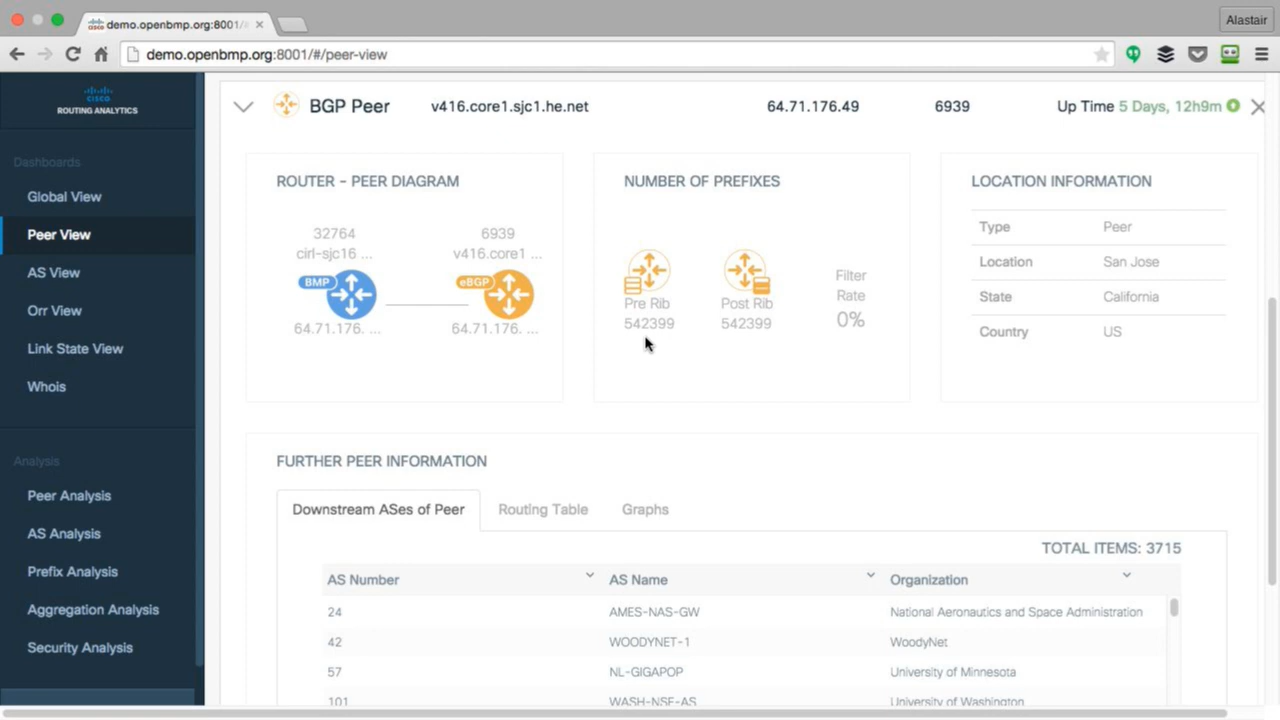 demo.openbmp.org:8001/
Alastair
demo.openbmp.org:8001/#/peer-view
CISCO
ROUTING ANALYTICS
Dashboards
Global View
Peer View
AS View
Orr View
Link State View
Whois
Analysis
Peer Analysis
AS Analysis
Prefix Analysis
Aggregation Analysis
Security Analysis
BGP Peer v416.core1.sjc1.he.net 64.71.176.49 6939 Up Time 5 Days, 12h9m
ROUTER - PEER DIAGRAM
32764 6939
cirl-sjc16 ... v416.core1 ...
BMP eBGP
64.71.176. ... 64.71.176. ...
NUMBER OF PREFIXES
Pre Rib Post Rib
542399 542399
Filter
Rate
0%
LOCATION INFORMATION
Type Peer
Location San Jose
State California
Country US
FURTHER PEER INFORMATION
Downstream ASes of Peer Routing Table Graphs
TOTAL ITEMS: 3715
AS Number AS Name Organization
24 AMES-NAS-GW National Aeronautics and Space Administration
42 WOODYNET-1 WoodyNet
57 NL-GIGAPOP University of Minnesota
101 WASH-NSF-AS University of Washington